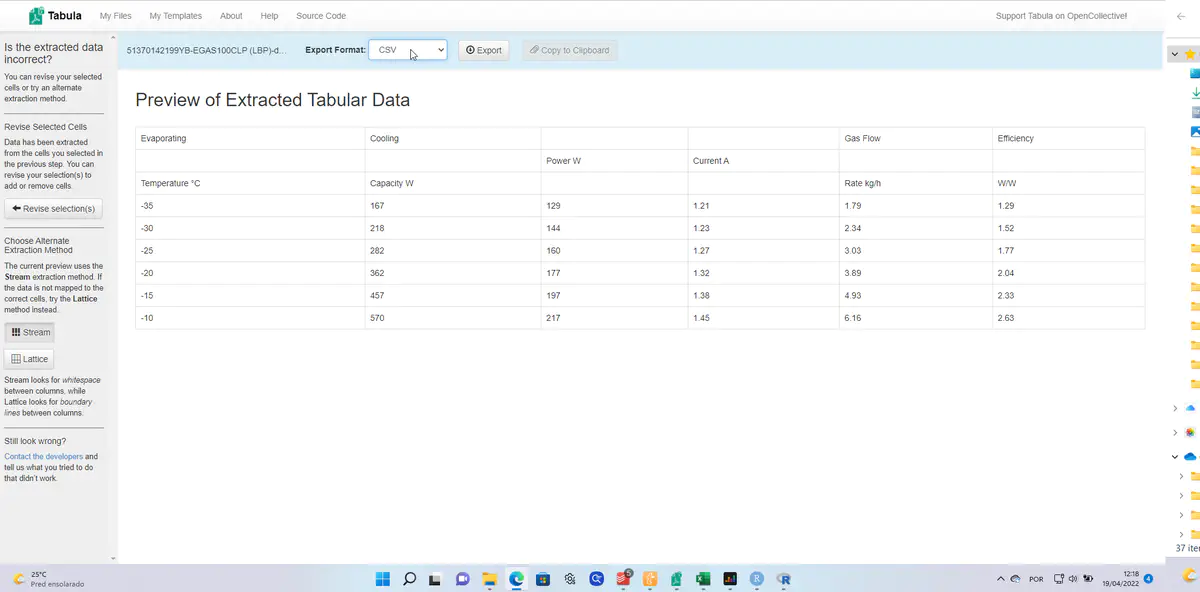 Tabula My Files My Templates About Help Source Code Support Tabula on OpenCollective!
51370142199YB-EGAS100CLP (LBP)-d... Export Format: CSV Export Copy to Clipboard
Is the extracted data
incorrect?
You can revise your selected
cells or try an alternate
extraction method.
Revise Selected Cells
Data has been extracted
from the cells you selected in
the previous step. You can
revise your selection(s) to
add or remove cells.
Revise selection(s)
Choose Alternate
Extraction Method
The current preview uses the
Stream extraction method. If
the data is not mapped to the
correct cells, try the Lattice
method instead.
Stream
Lattice
Stream looks for whitespace
between columns, while
Lattice looks for boundary
lines between columns.
Still look wrong?
Contact the developers and
tell us what you tried to do
that didn't work.
Preview of Extracted Tabular Data
Evaporating Cooling Gas Flow Efficiency
Power W Current A
Temperature °C Capacity W Rate kg/h W/W
-35 167 129 1.21 1.79 1.29
-30 218 144 1.23 2.34 1.52
-25 282 160 1.27 3.03 1.77
-20 362 177 1.32 3.89 2.04
-15 457 197 1.38 4.93 2.33
-10 570 217 1.45 6.16 2.63
37 ite
25°C
Pred ensolarado
5
R
R
POR
12:18
19/04/2022
4